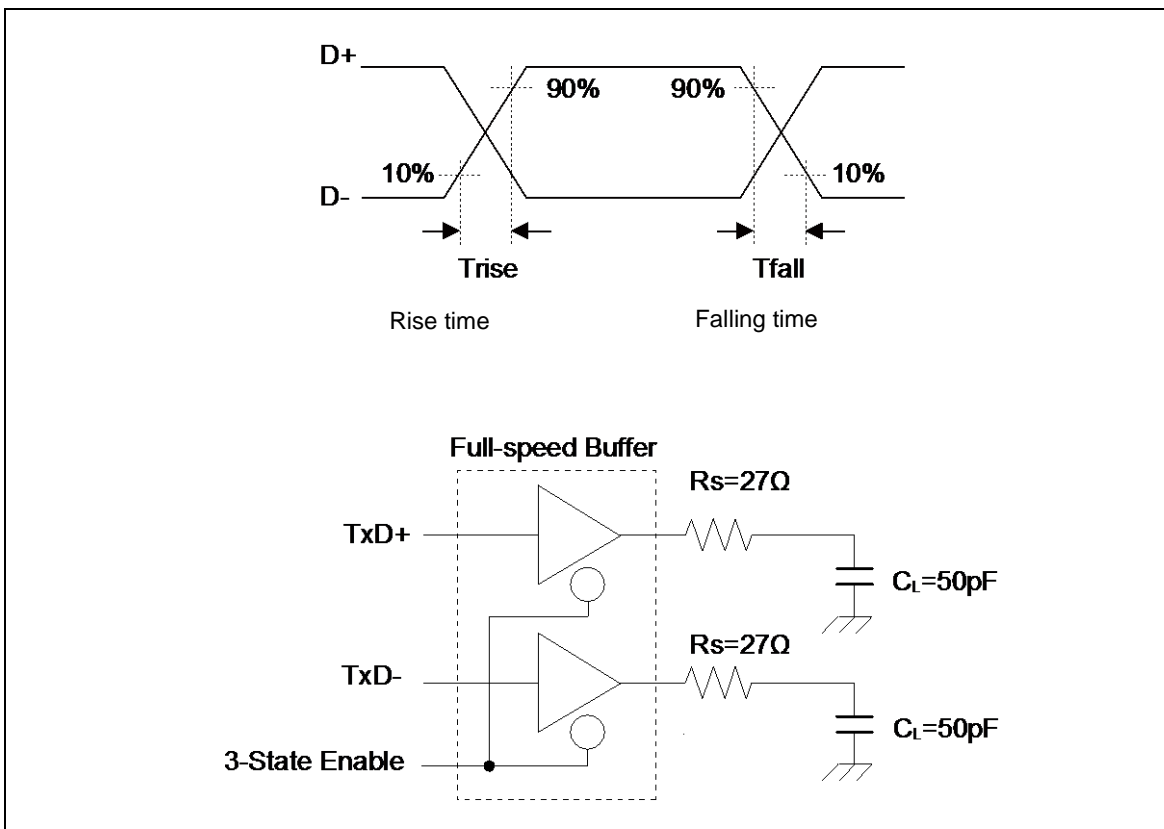 D+
90%
90%
10%
10%
D-
Trise
Tfall
Rise time
Falling time
Full-speed Buffer
Rs=27Ω
TxD+
CL=50pF
Rs=27Ω
TxD-
CL=50pF
3-State Enable